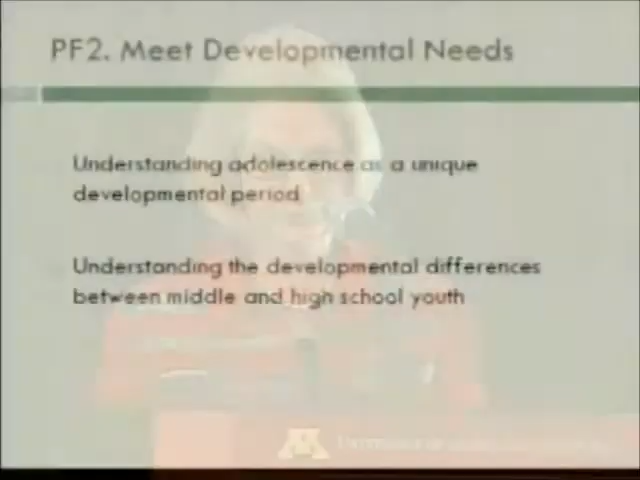 PF2. Meet Developmental Needs
Understanding adolescence as a unique
developmental period
Understanding the developmental differences
between middle and high school youth